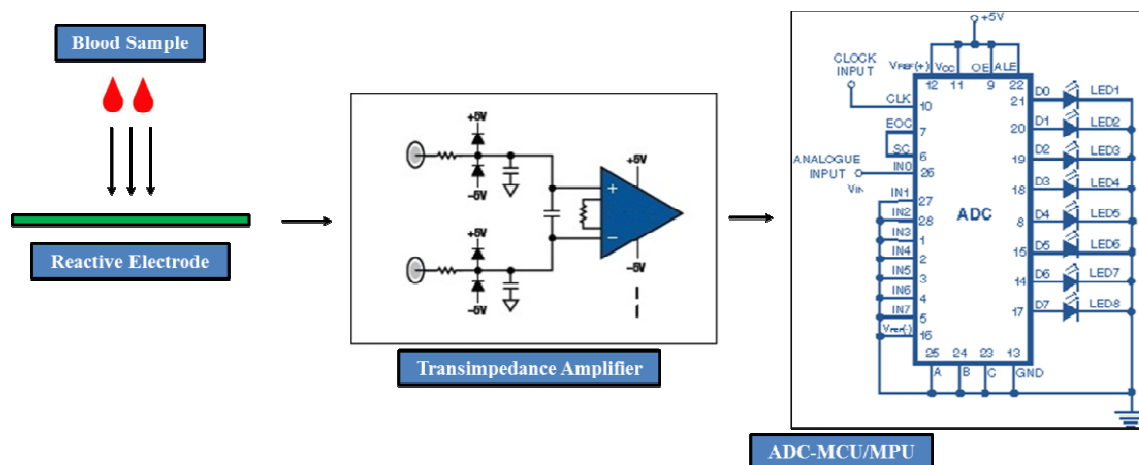 Blood Sample
Reactive Electrode
+5V
-5V
+5V
-5V
+5V
+
-
-5V
Transimpedance Amplifier
+5V
CLOCK
INPUT
VREF(+)
VCC
OE
ALE
12
11
9
22
CLK
10
EOC
7
SC
6
ANALOGUE
INPUT
VIN
IN0
26
IN1
27
IN2
28
IN3
1
IN4
2
IN5
3
IN6
4
IN7
5
Vref(-)
16
ADC
21
D0
LED1
20
D1
LED2
19
D2
LED3
18
D3
LED4
8
D4
LED5
15
D5
LED6
14
D6
LED7
17
D7
LED8
25
24
23
13
A
B
C
GND
ADC-MCU/MPU